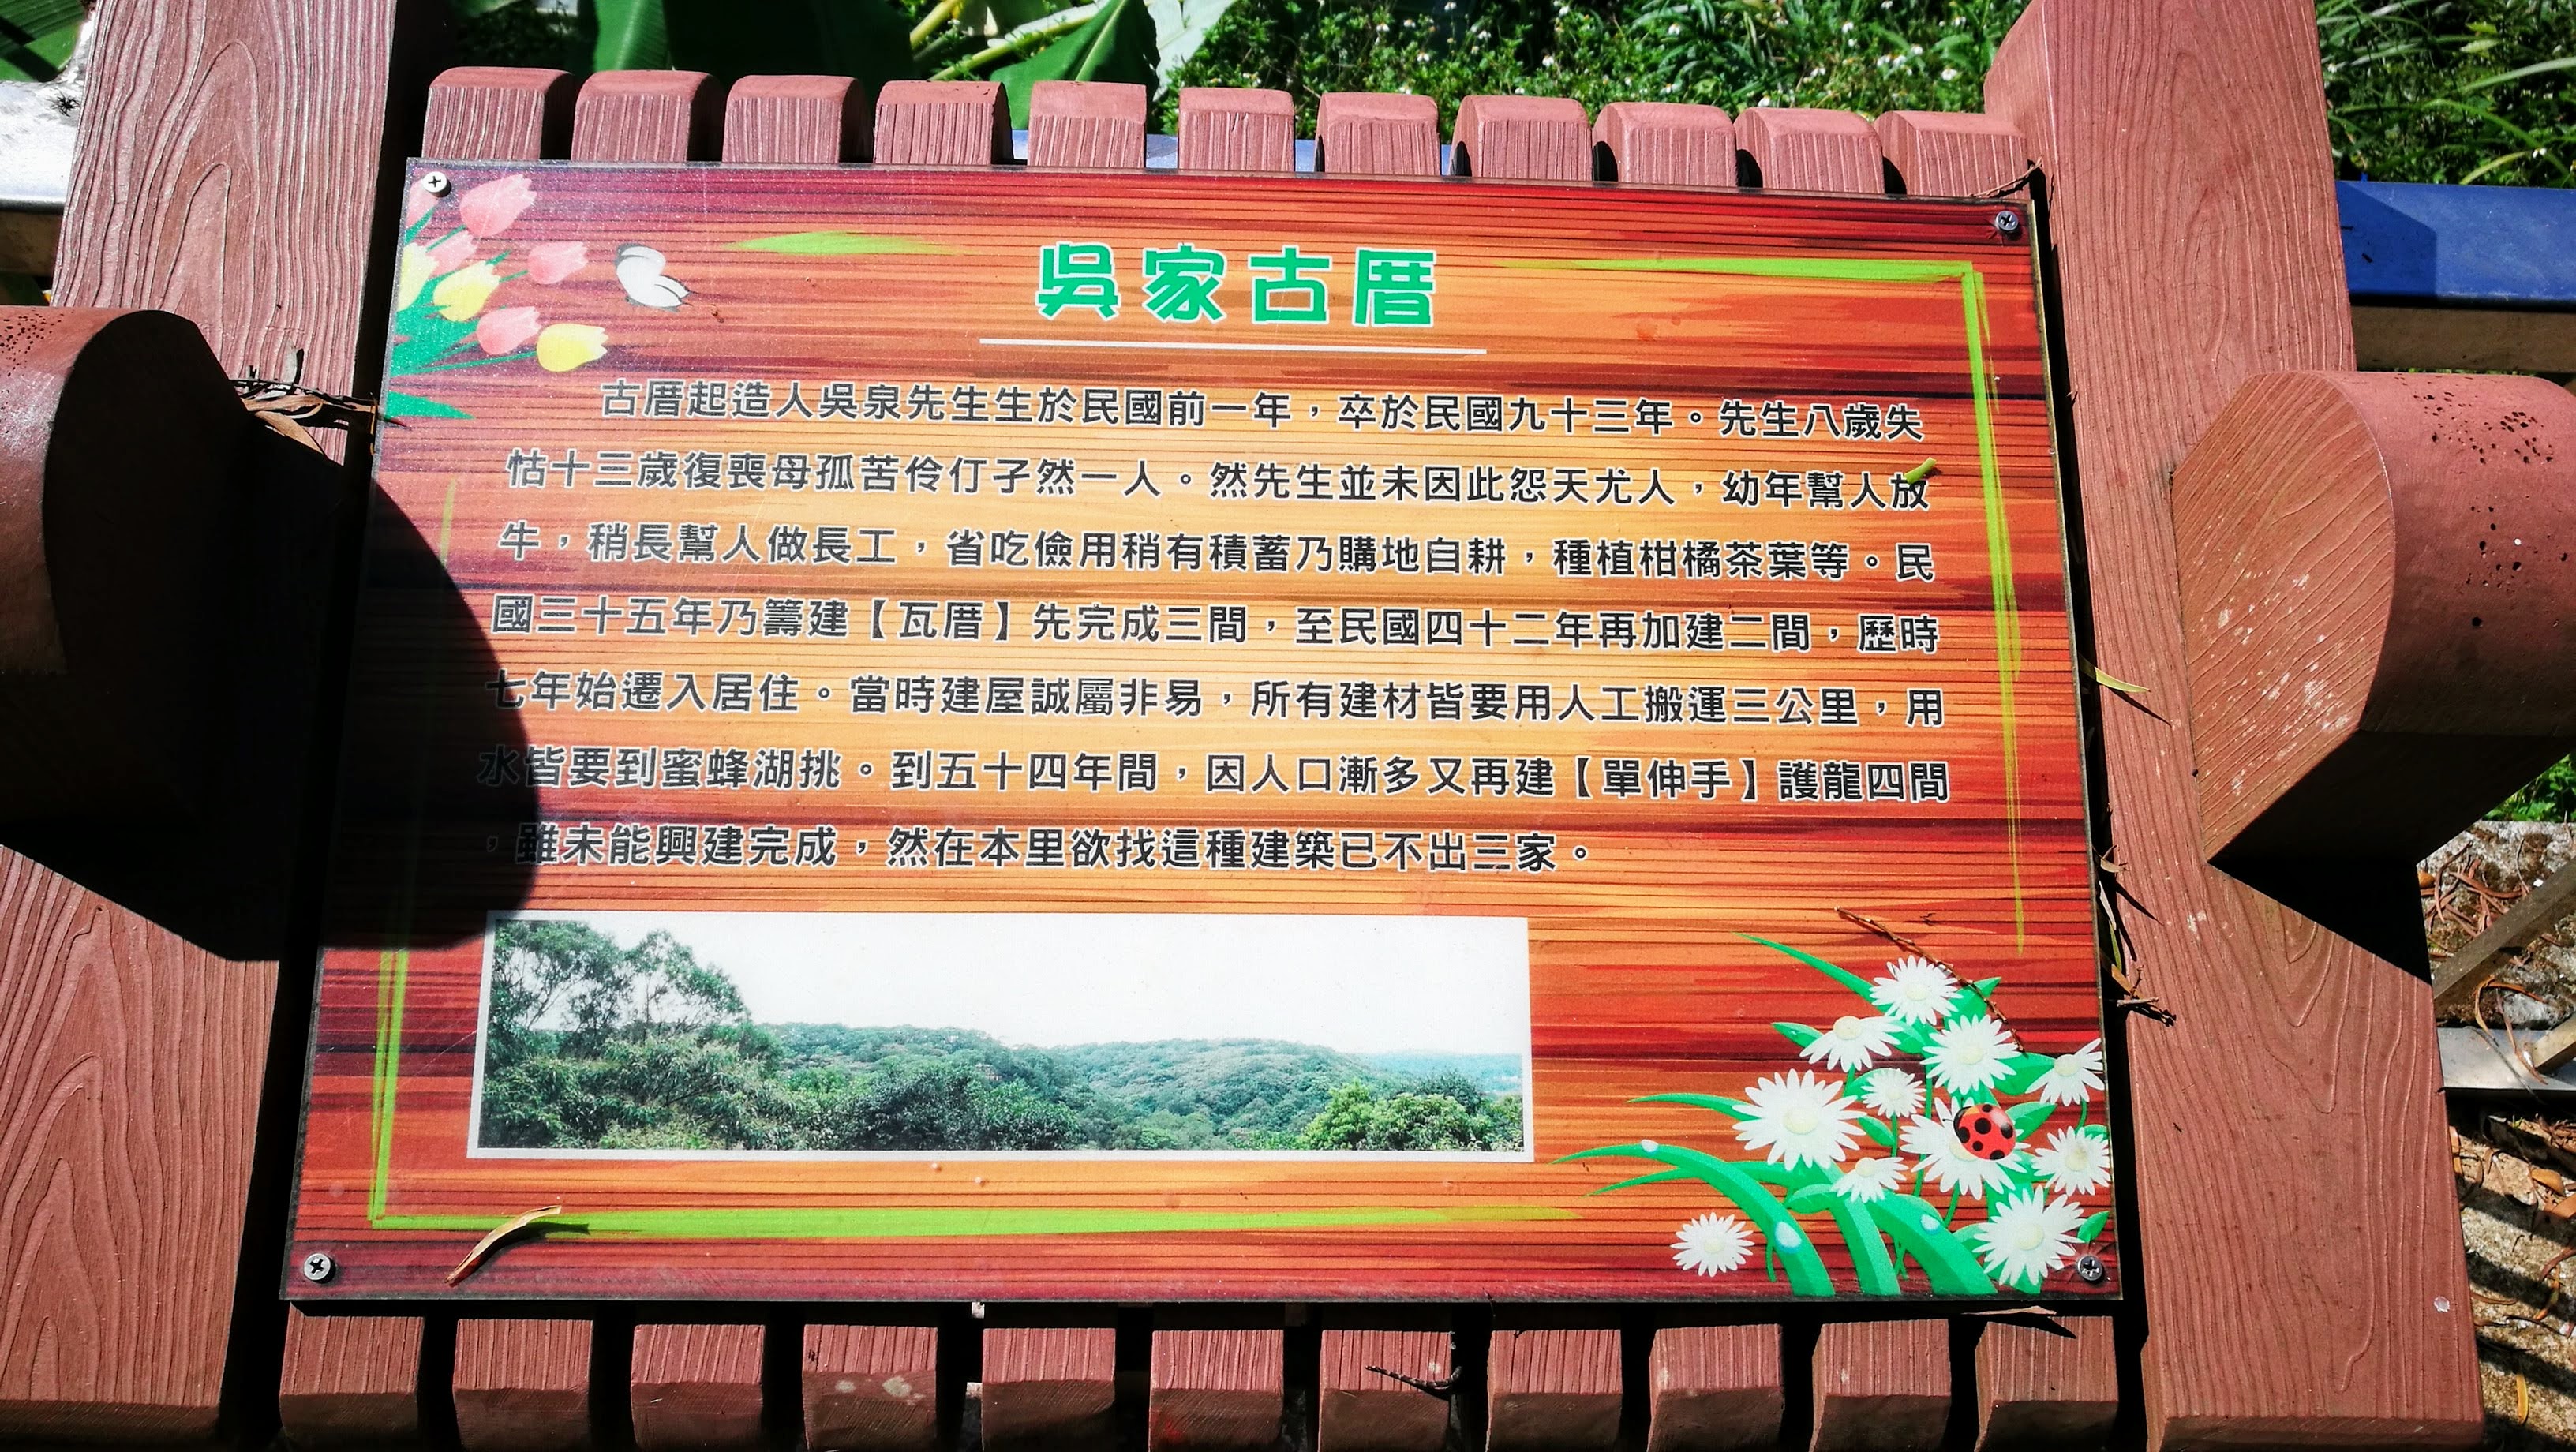 吳家古厝
古厝起造人吳泉先生生於民國前一年，卒於民國九十三年。先生八歲失
怙十三歲復喪母孤苦伶仃孑然一人。然先生並未因此怨天尤人，幼年幫人放
牛，稍長幫人做長工，省吃儉用稍有積蓄乃購地自耕，種植柑橘茶葉等。民
國三十五年乃籌建【瓦厝】先完成三間，至民國四十二年再加建二間，歷時
七年始遷入居住。當時建屋誠屬非易，所有建材皆要用人工搬運三公里，用
水皆要到蜜蜂湖挑。到五十四年間，因人口漸多又再建【單伸手】護龍四間
，雖未能興建完成，然在本里欲找這種建築已不出三家。